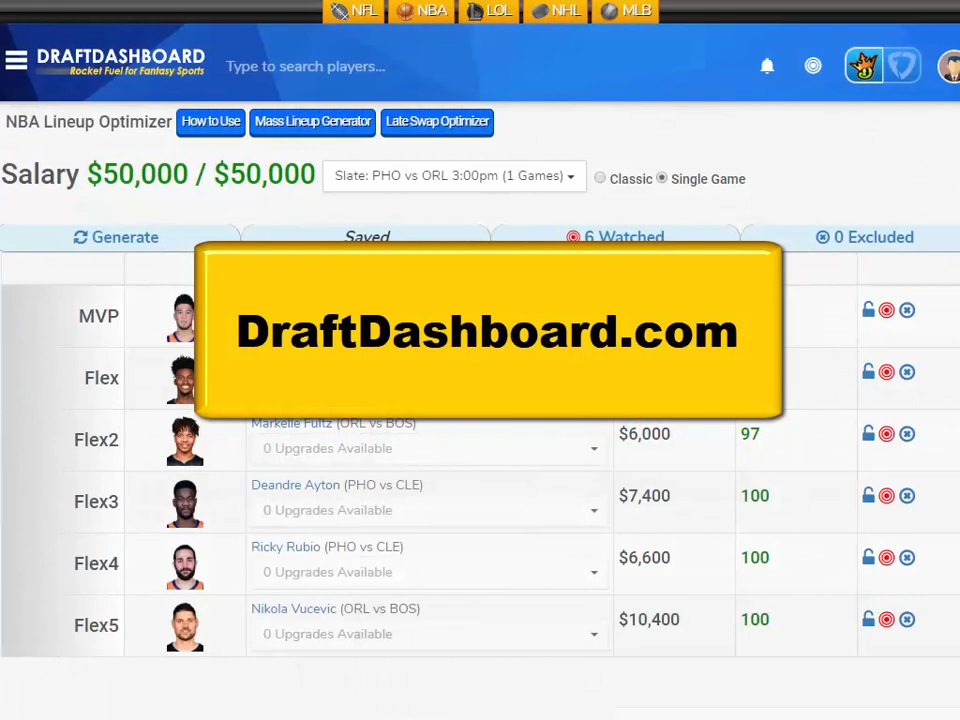 NFL NBA LOL NHL MLB
DRAFTDASHBOARD
Rocket Fuel for Fantasy Sports
Type to search players...
NBA Lineup Optimizer How to Use Mass Lineup Generator Late Swap Optimizer
Salary $50,000 / $50,000 Slate: PHO vs ORL 3:00pm (1 Games) Classic Single Game
Generate Saved 6 Watched 0 Excluded
MVP
DraftDashboard.com
Flex
Flex2 Markelle Fultz (ORL vs BOS) $6,000 97
0 Upgrades Available
Flex3 Deandre Ayton (PHO vs CLE) $7,400 100
0 Upgrades Available
Flex4 Ricky Rubio (PHO vs CLE) $6,600 100
0 Upgrades Available
Flex5 Nikola Vucevic (ORL vs BOS) $10,400 100
0 Upgrades Available